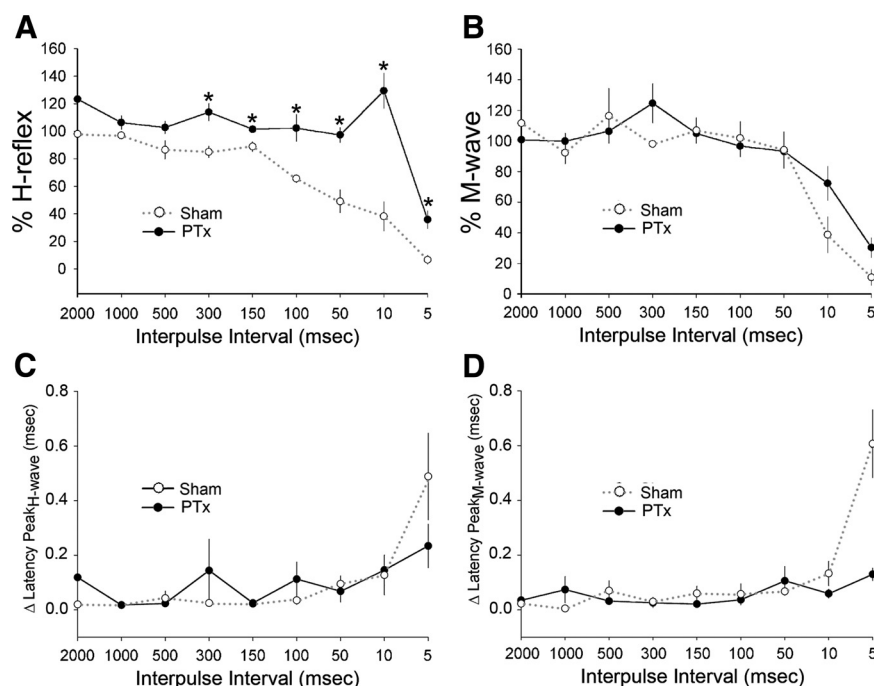 A
160
140
120
100
80
60
40
20
0
% H-reflex
* * * * * *
Sham
PTx
2000 1000 500 300 150 100 50 10 5
Interpulse Interval (msec)
B
160
140
120
100
80
60
40
20
0
% M-wave
Sham
PTx
2000 1000 500 300 150 100 50 10 5
Interpulse Interval (msec)
C
0.8
0.6
0.4
0.2
0.0
Δ Latency PeakH-wave (msec)
Sham
PTx
2000 1000 500 300 150 100 50 10 5
Interpulse Interval (msec)
D
0.8
0.6
0.4
0.2
0.0
Δ Latency PeakM-wave (msec)
Sham
PTx
2000 1000 500 300 150 100 50 10 5
Interpulse Interval (msec)